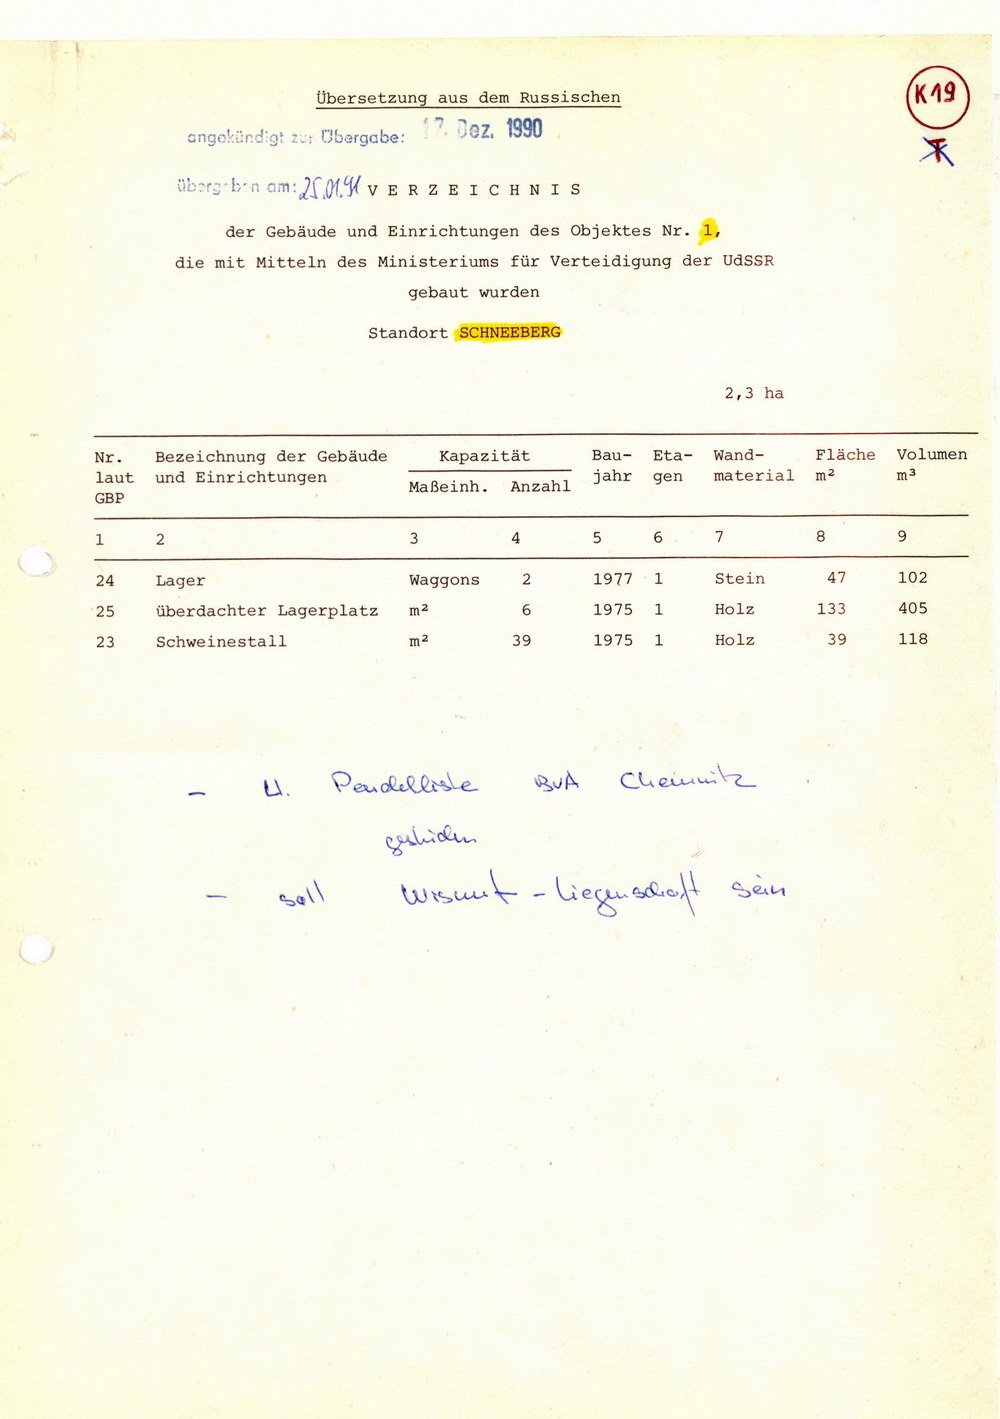 Übersetzung aus dem Russischen
K19
angekündigt zur Übergabe: 17. Dez. 1990
T
übergeben am: 25.01.91 V E R Z E I C H N I S
der Gebäude und Einrichtungen des Objektes Nr. 1,
die mit Mitteln des Ministeriums für Verteidigung der UdSSR
gebaut wurden
Standort SCHNEEBERG
2,3 ha
Nr. Bezeichnung der Gebäude Kapazität Bau- Eta- Wand- Fläche Volumen
laut und Einrichtungen jahr gen material m² m³
GBP Maßeinh. Anzahl
1 2 3 4 5 6 7 8 9
24 Lager Waggons 2 1977 1 Stein 47 102
25 überdachter Lagerplatz m² 6 1975 1 Holz 133 405
23 Schweinestall m² 39 1975 1 Holz 39 118
- lt. Pendelliste BVA Chemnitz
- soll Wismut-Liegenschaft sein